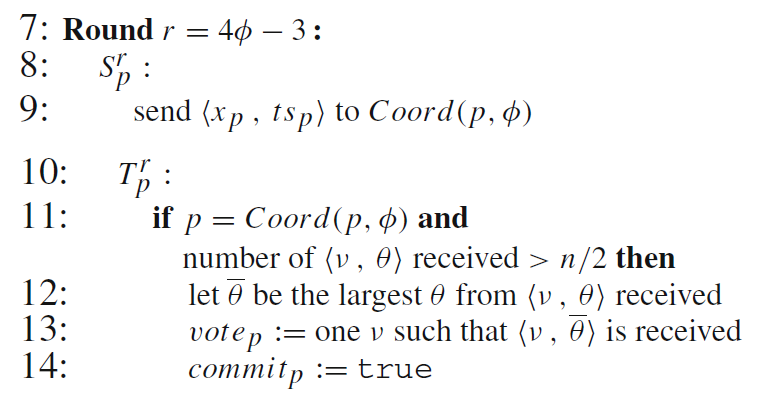 7: Round r = 4ϕ − 3 :
8: S_p^r :
9: send ⟨x_p , ts_p⟩ to Coord(p, ϕ)
10: T_p^r :
11: if p = Coord(p, ϕ) and
number of ⟨ν , θ⟩ received > n/2 then
12: let θ̅ be the largest θ from ⟨ν , θ⟩ received
13: vote_p := one ν such that ⟨ν , θ̅⟩ is received
14: commit_p := true